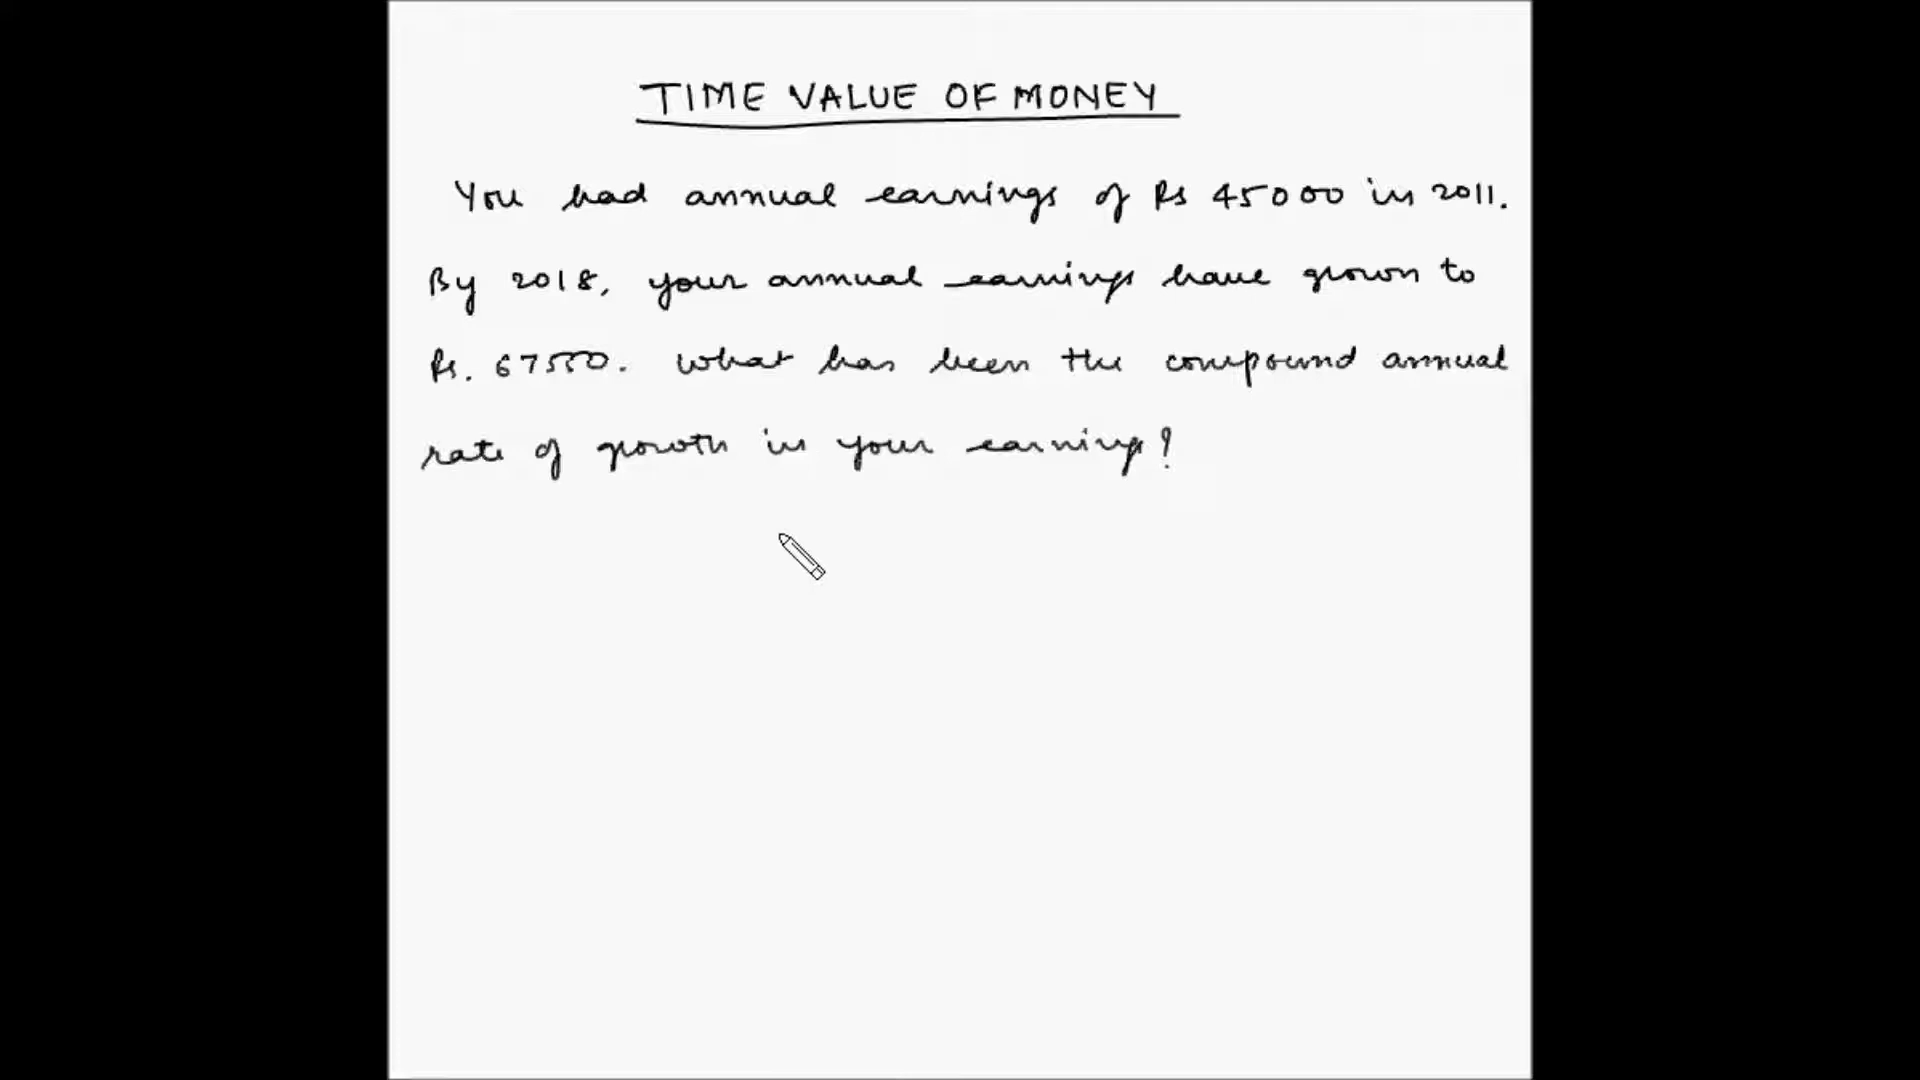 TIME VALUE OF MONEY
You had annual earnings of Rs 45000 in 2011.
By 2018, your annual earnings have grown to
Rs. 67550. What has been the compound annual
rate of growth in your earnings?